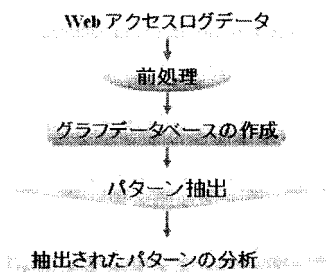 Web アクセスログデータ
前処理
グラフデータベースの作成
パターン抽出
抽出されたパターンの分析